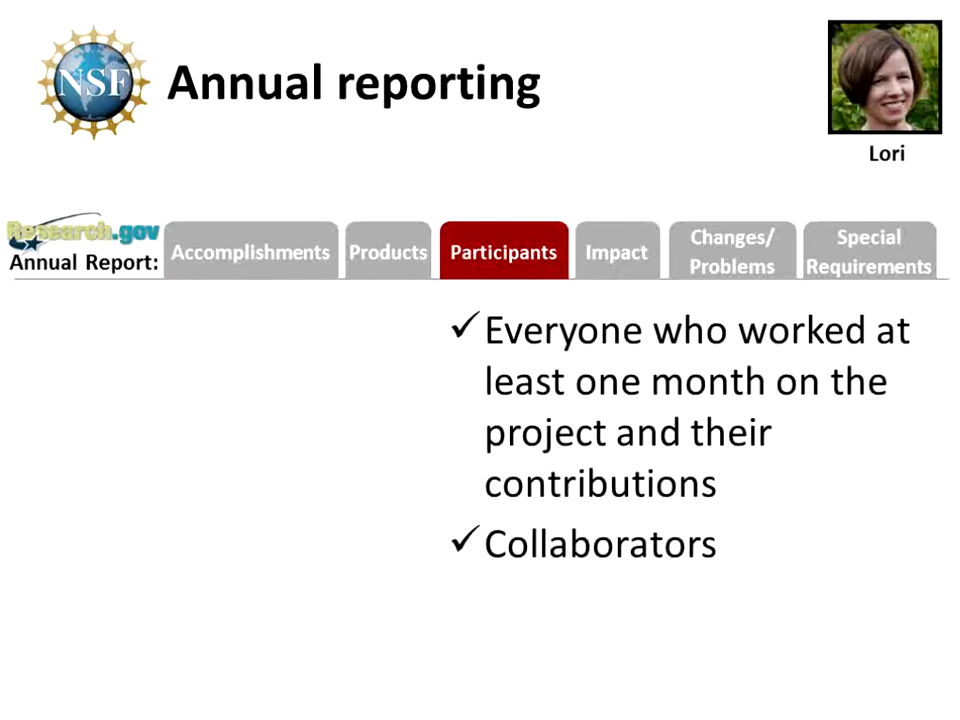 NSF
Annual reporting
Lori
Research.gov
Annual Report:
Accomplishments
Products
Participants
Impact
Changes/
Problems
Special
Requirements
✓ Everyone who worked at
least one month on the
project and their
contributions
✓ Collaborators